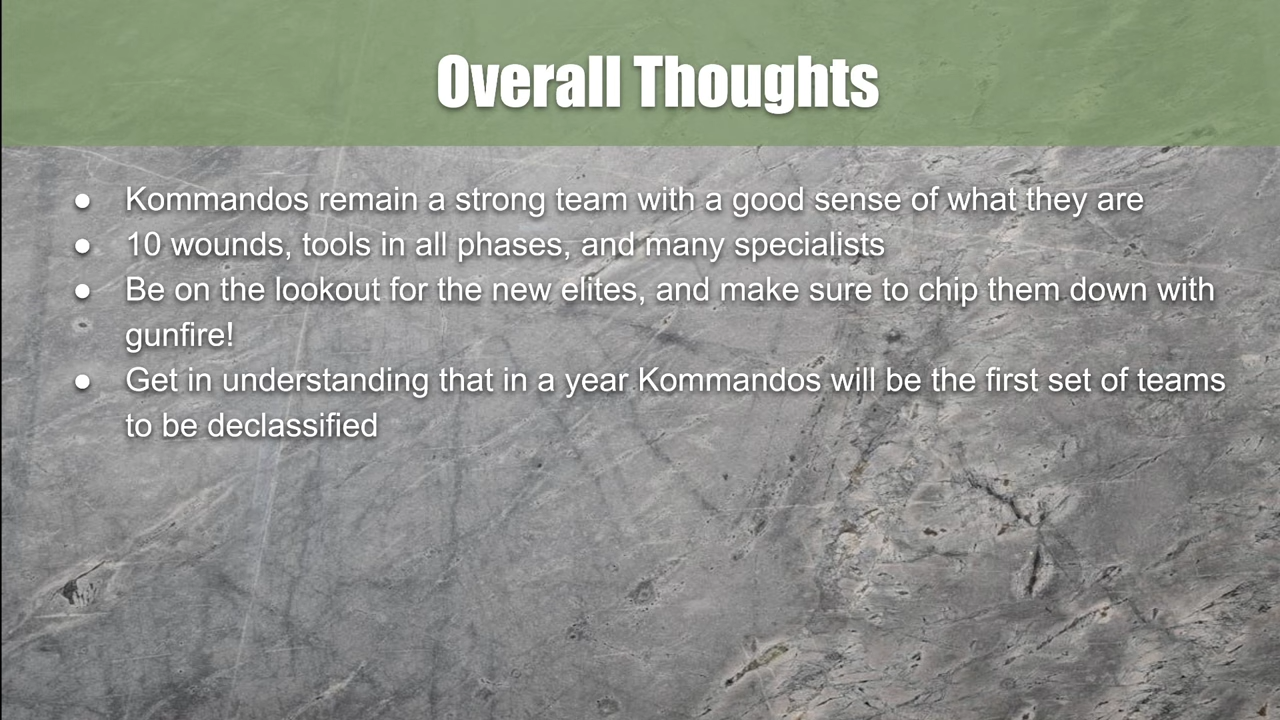 Overall Thoughts
● Kommandos remain a strong team with a good sense of what they are
● 10 wounds, tools in all phases, and many specialists
● Be on the lookout for the new elites, and make sure to chip them down with
gunfire!
● Get in understanding that in a year Kommandos will be the first set of teams
to be declassified